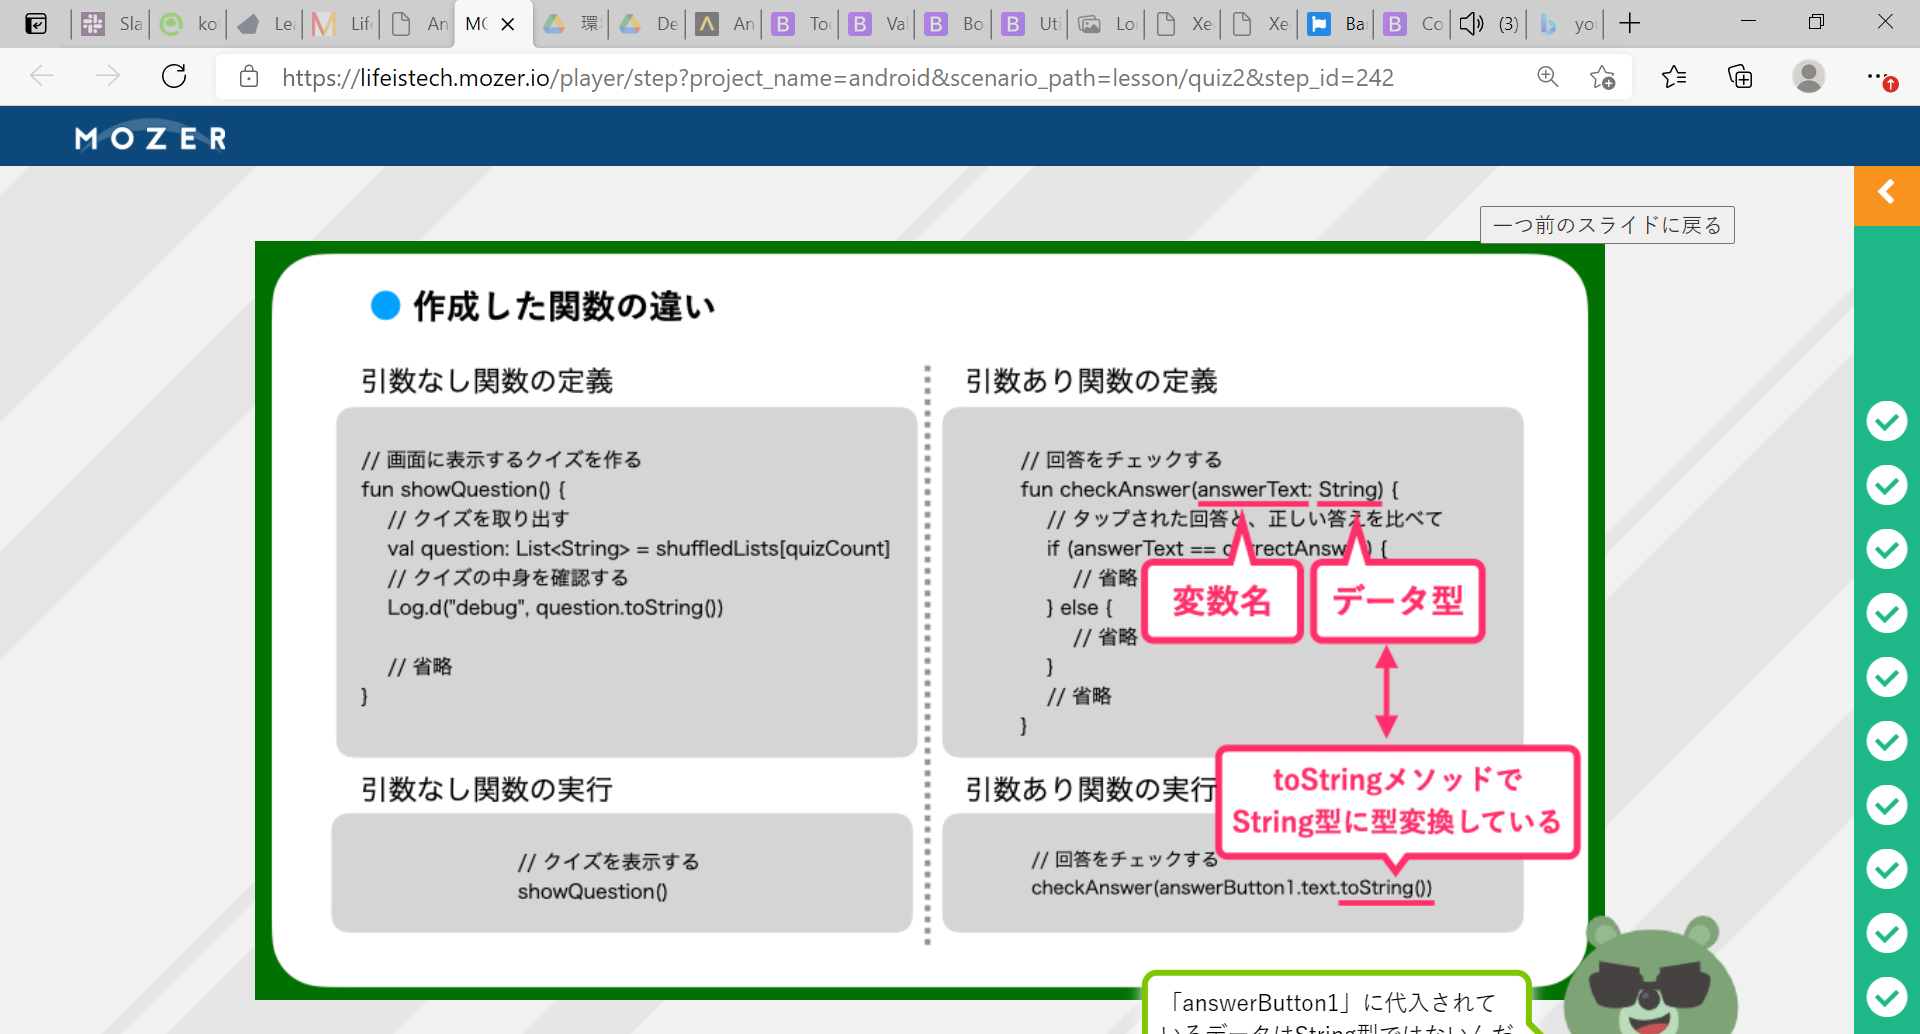 Sla
ko
Lea
Life
An
MO
環
De
An
Too
Val
Bo
Uti
Lo
Xe
Xe
Ba
Co
(3)
yo
https://lifeistech.mozer.io/player/step?project_name=android&scenario_path=lesson/quiz2&step_id=242
MOZER
一つ前のスライドに戻る
作成した関数の違い
引数なし関数の定義
// 画面に表示するクイズを作る
fun showQuestion() {
// クイズを取り出す
val question: List<String> = shuffledLists[quizCount]
// クイズの中身を確認する
Log.d("debug", question.toString())
// 省略
}
引数なし関数の実行
// クイズを表示する
showQuestion()
引数あり関数の定義
// 回答をチェックする
fun checkAnswer(answerText: String) {
// タップされた回答と、正しい答えを比べて
if (answerText == correctAnswer) {
// 省略
} else {
// 省略
}
// 省略
}
変数名
データ型
toStringメソッドで
String型に型変換している
引数あり関数の実行
// 回答をチェックする
checkAnswer(answerButton1.text.toString())
「answerButton1」に代入されて
いるデータはString型ではないんだ